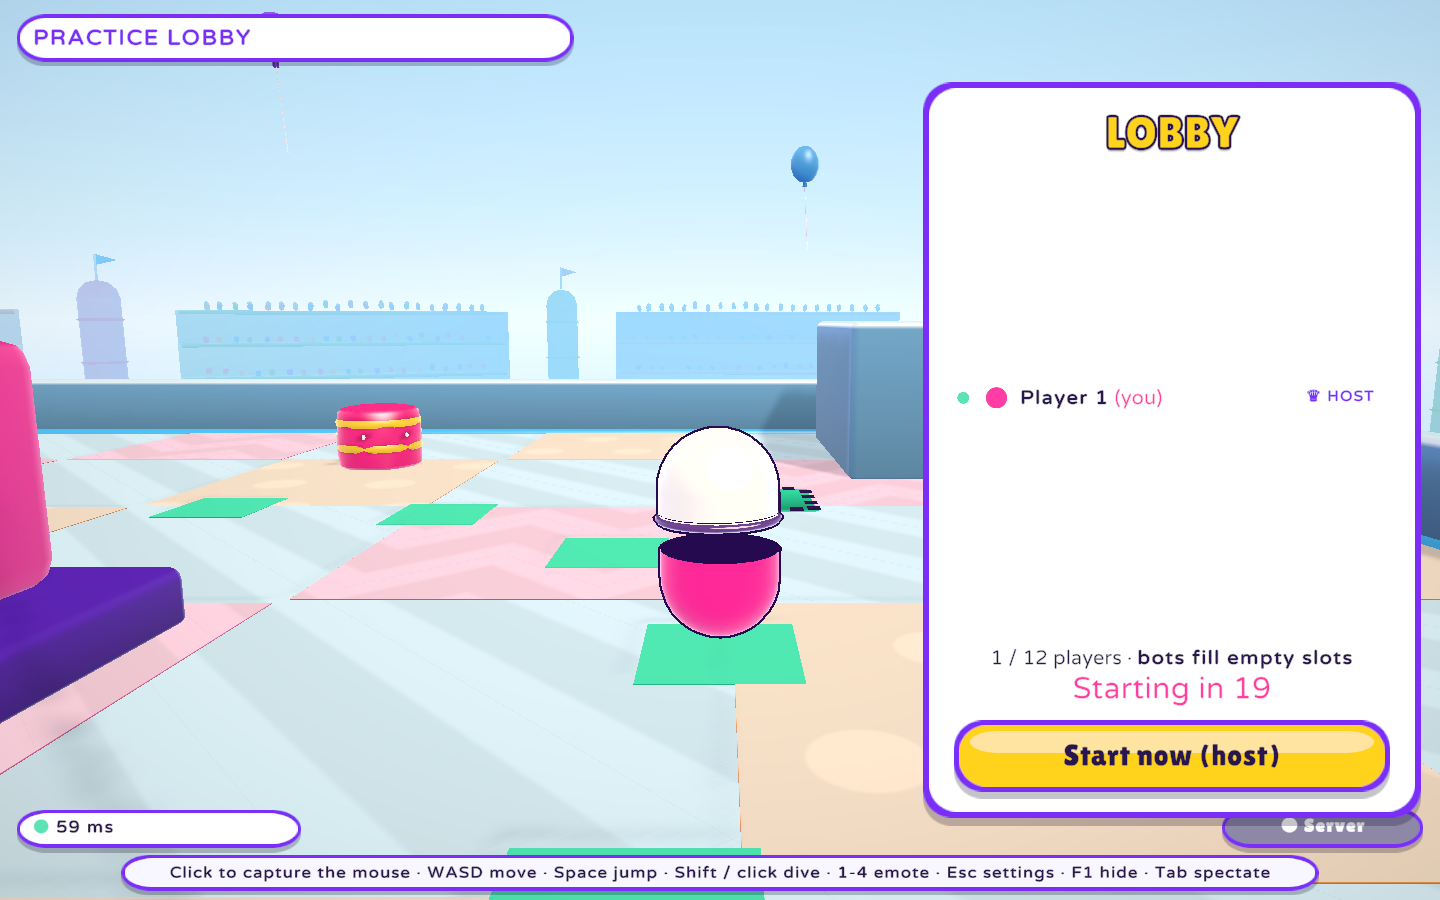 PRACTICE LOBBY
LOBBY
Player 1 (you)
HOST
1 / 12 players · bots fill empty slots
Starting in 19
Start now (host)
59 ms
Server
Click to capture the mouse · WASD move · Space jump · Shift / click dive · 1-4 emote · Esc settings · F1 hide · Tab spectate